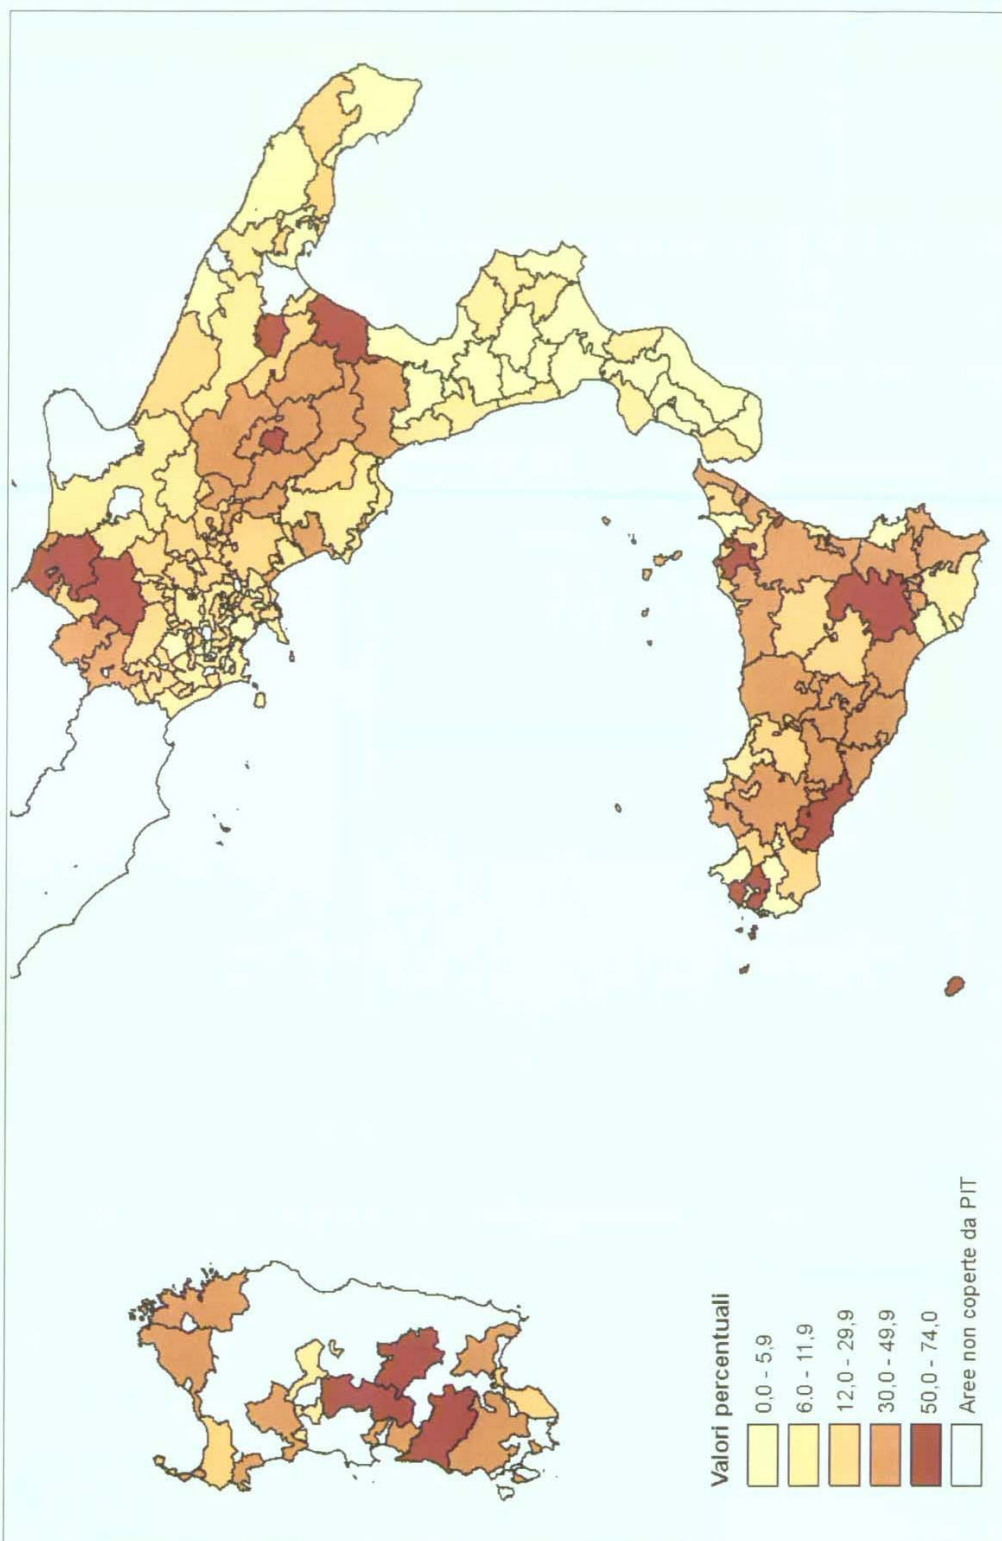 Valori percentuali
0,0 - 5,9
6.0 - 11,9
12,0 - 29,9
30,0 - 49,9
50,0 - 74,0
Aree non coperte da PIT